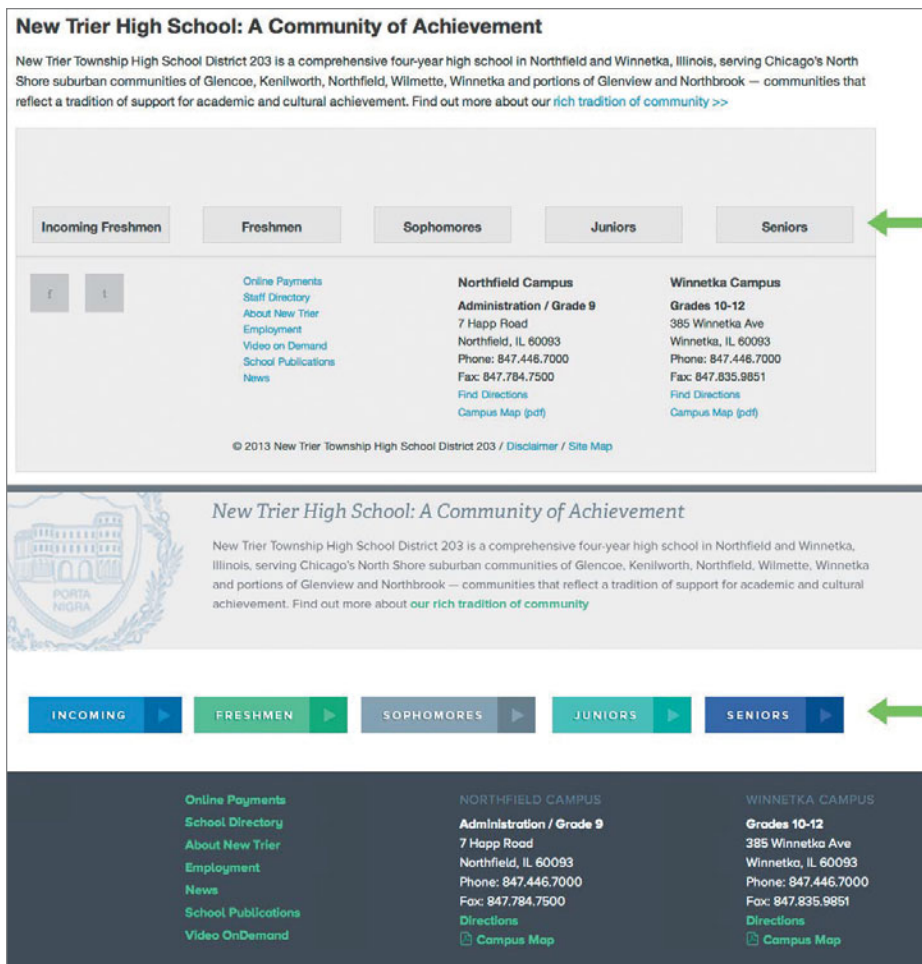 New Trier High School: A Community of Achievement
New Trier Township High School District 203 is a comprehensive four-year high school in Northfield and Winnetka, Illinois, serving Chicago's North
Shore suburban communities of Glencoe, Kenilworth, Northfield, Wilmette, Winnetka and portions of Glenview and Northbrook — communities that
reflect a tradition of support for academic and cultural achievement. Find out more about our rich tradition of community >>
Incoming Freshmen
Freshmen
Sophomores
Juniors
Seniors
f
t
Online Payments
Staff Directory
About New Trier
Employment
Video on Demand
School Publications
News
Northfield Campus
Administration / Grade 9
7 Happ Road
Northfield, IL 60093
Phone: 847.446.7000
Fax: 847.784.7500
Find Directions
Campus Map (pdf)
Winnetka Campus
Grades 10-12
385 Winnetka Ave
Winnetka, IL 60093
Phone: 847.446.7000
Fax: 847.835.9851
Find Directions
Campus Map (pdf)
© 2013 New Trier Township High School District 203 / Disclaimer / Site Map
PORTA
NIGRA
New Trier High School: A Community of Achievement
New Trier Township High School District 203 is a comprehensive four-year high school in Northfield and Winnetka,
Illinois, serving Chicago's North Shore suburban communities of Glencoe, Kenilworth, Northfield, Wilmette, Winnetka
and portions of Glenview and Northbrook — communities that reflect a tradition of support for academic and cultural
achievement. Find out more about our rich tradition of community
INCOMING
FRESHMEN
SOPHOMORES
JUNIORS
SENIORS
Online Payments
School Directory
About New Trier
Employment
News
School Publications
Video OnDemand
NORTHFIELD CAMPUS
Administration / Grade 9
7 Happ Road
Northfield, IL 60093
Phone: 847.446.7000
Fax: 847.784.7500
Directions
Campus Map
WINNETKA CAMPUS
Grades 10-12
385 Winnetka Ave
Winnetka, IL 60093
Phone: 847.446.7000
Fax: 847.835.9851
Directions
Campus Map